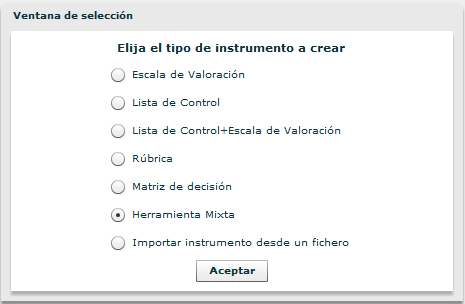 Ventana de selección
Elija el tipo de instrumento a crear
Escala de Valoración
Lista de Control
Lista de Control+Escala de Valoración
Rúbrica
Matriz de decisión
Herramienta Mixta
Importar instrumento desde un fichero
Aceptar